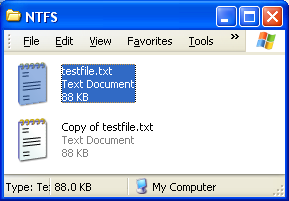 NTFS
File Edit View Favorites Tools »
testfile.txt
Text Document
88 KB
Copy of testfile.txt
Text Document
88 KB
Type: Te 88.0 KB My Computer